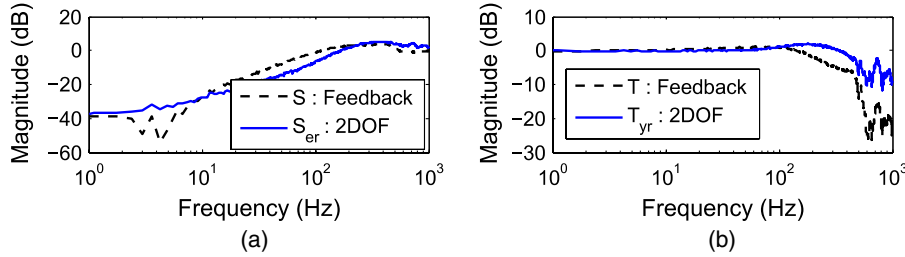 Magnitude (dB)
20
0
−20
−40
−60
S : Feedback
S_er : 2DOF
10^0
10^1
10^2
10^3
Frequency (Hz)
(a)
Magnitude (dB)
10
0
−10
−20
−30
T : Feedback
T_yr : 2DOF
10^0
10^1
10^2
10^3
Frequency (Hz)
(b)